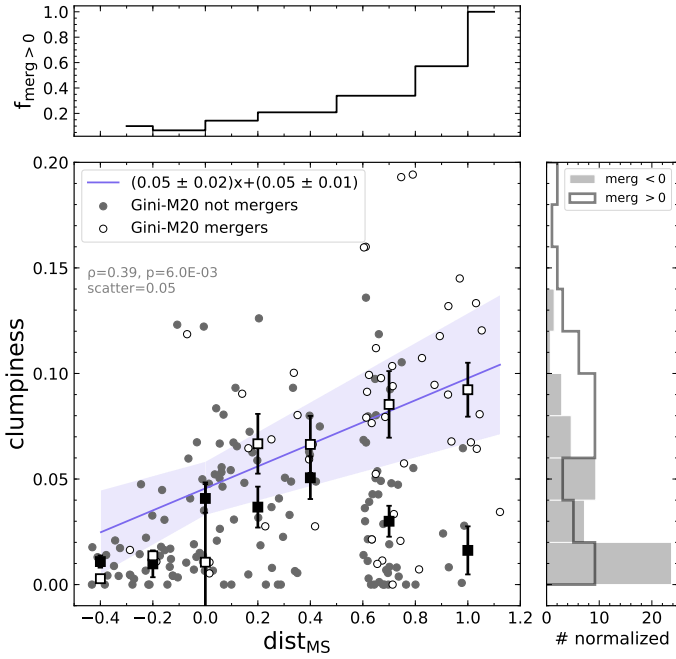 1.0
0.8
0.6
0.4
0.2
f_merg > 0
0.20
0.15
0.10
0.05
0.00
clumpiness
(0.05 ± 0.02)x+(0.05 ± 0.01)
Gini-M20 not mergers
Gini-M20 mergers
ρ=0.39, p=6.0E-03
scatter=0.05
−0.4 −0.2 0.0 0.2 0.4 0.6 0.8 1.0 1.2
dist_MS
merg < 0
merg > 0
0 10 20
# normalized